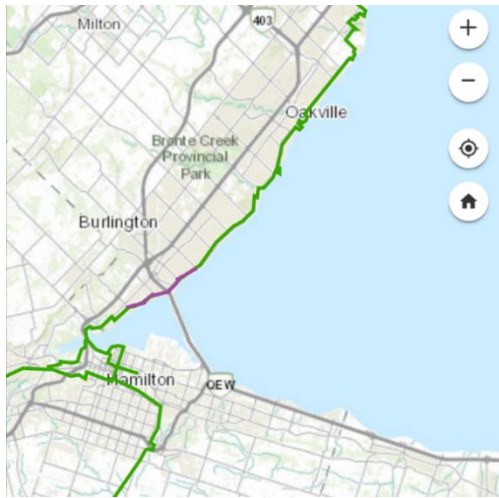 403
Milton
Oakville
Bronte Creek
Provincial
Park
Burlington
Hamilton
QEW